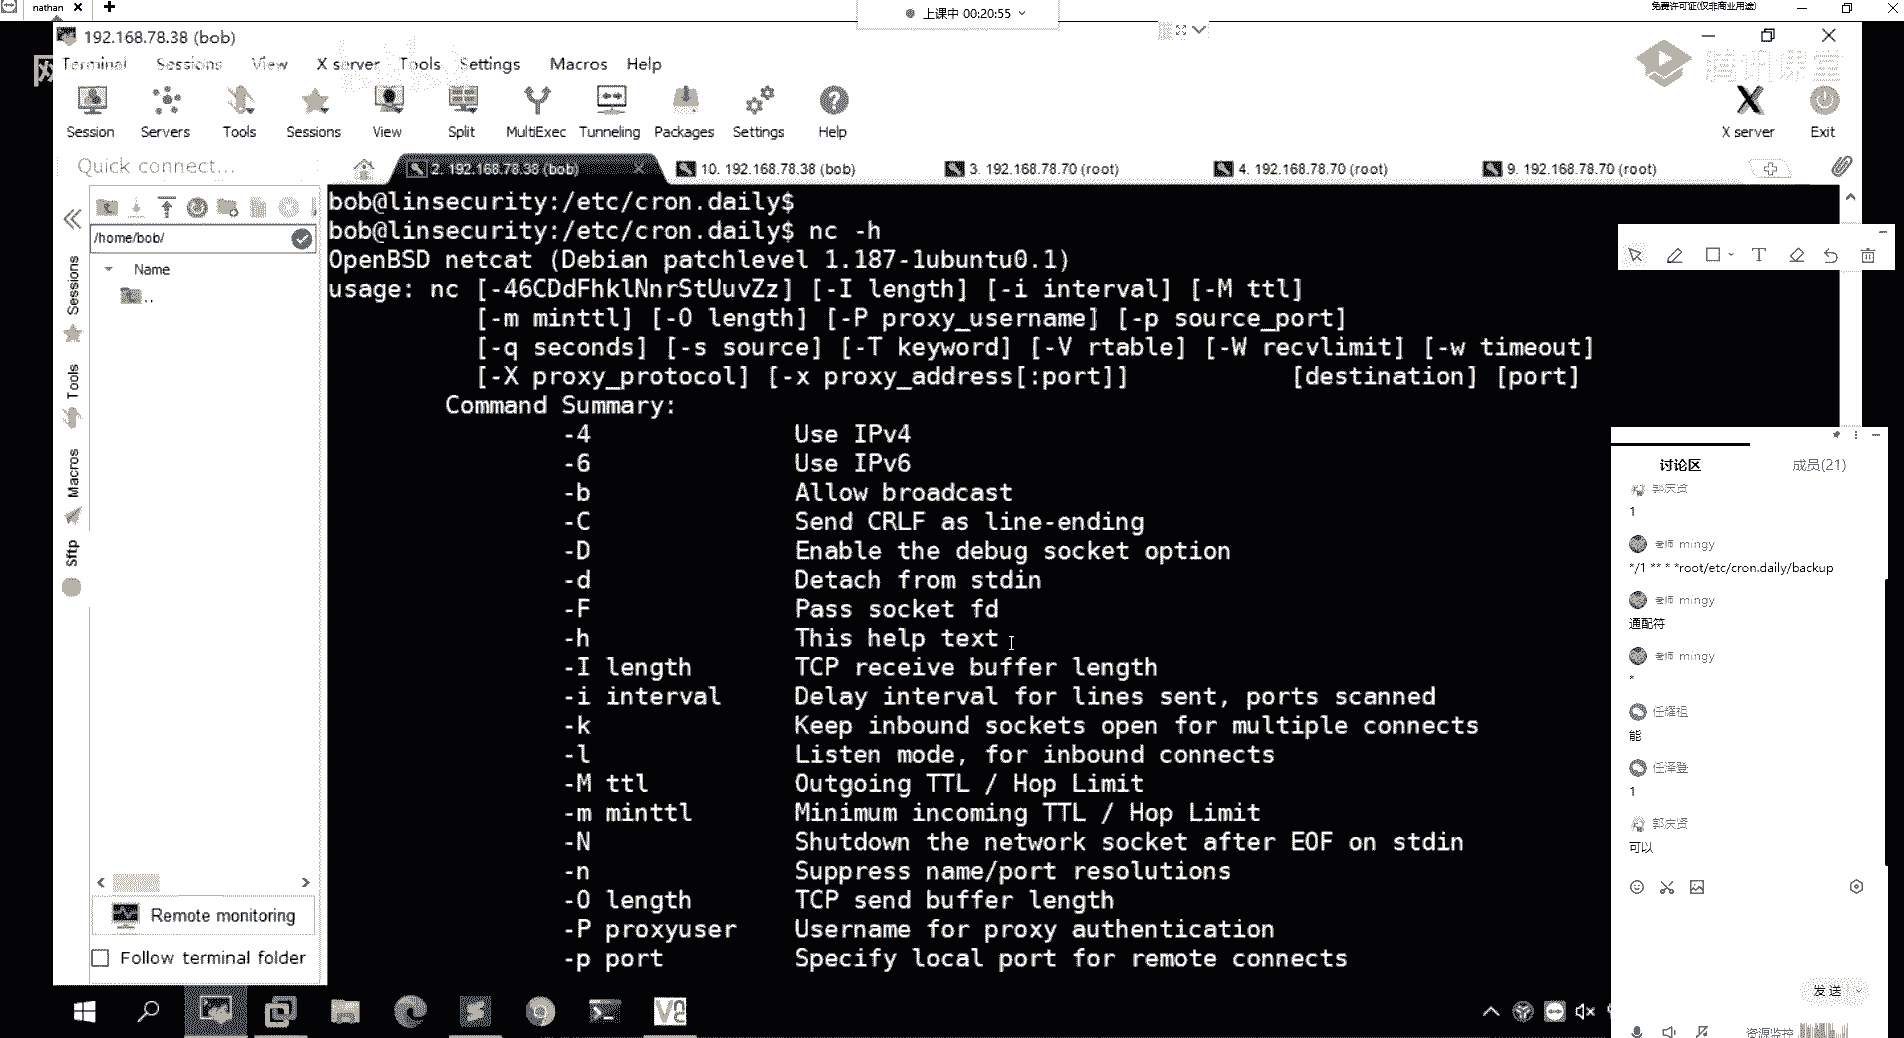 nathan
上课中 00:20:55
免费许可证(仅非商业用途)
192.168.78.38 (bob)
网
腾讯课堂
Terminal Sessions View X server Tools Settings Macros Help
Session Servers Tools Sessions View Split MultiExec Tunneling Packages Settings Help
X server Exit
Quick connect...
2. 192.168.78.38 (bob)
10. 192.168.78.38 (bob)
3. 192.168.78.70 (root)
4. 192.168.78.70 (root)
9. 192.168.78.70 (root)
/home/bob/
Name
..
Sessions
Tools
Macros
Sftp
Remote monitoring
Follow terminal folder
bob@linsecurity:/etc/cron.daily$
bob@linsecurity:/etc/cron.daily$ nc -h
OpenBSD netcat (Debian patchlevel 1.187-1ubuntu0.1)
usage: nc [-46CDdFhklNnrStUuvZz] [-I length] [-i interval] [-M ttl]
[-m minttl] [-O length] [-P proxy_username] [-p source_port]
[-q seconds] [-s source] [-T keyword] [-V rtable] [-W recvlimit] [-w timeout]
[-X proxy_protocol] [-x proxy_address[:port]] [destination] [port]
Command Summary:
-4 Use IPv4
-6 Use IPv6
-b Allow broadcast
-C Send CRLF as line-ending
-D Enable the debug socket option
-d Detach from stdin
-F Pass socket fd
-h This help text
-I length TCP receive buffer length
-i interval Delay interval for lines sent, ports scanned
-k Keep inbound sockets open for multiple connects
-l Listen mode, for inbound connects
-M ttl Outgoing TTL / Hop Limit
-m minttl Minimum incoming TTL / Hop Limit
-N Shutdown the network socket after EOF on stdin
-n Suppress name/port resolutions
-O length TCP send buffer length
-P proxyuser Username for proxy authentication
-p port Specify local port for remote connects
T
讨论区 成员(21)
郭庆贤
1
老师 mingy
*/1 ** * *root/etc/cron.daily/backup
老师 mingy
通配符
老师 mingy
*
任耀祖
能
任泽登
1
郭庆贤
可以
发送
资源监控